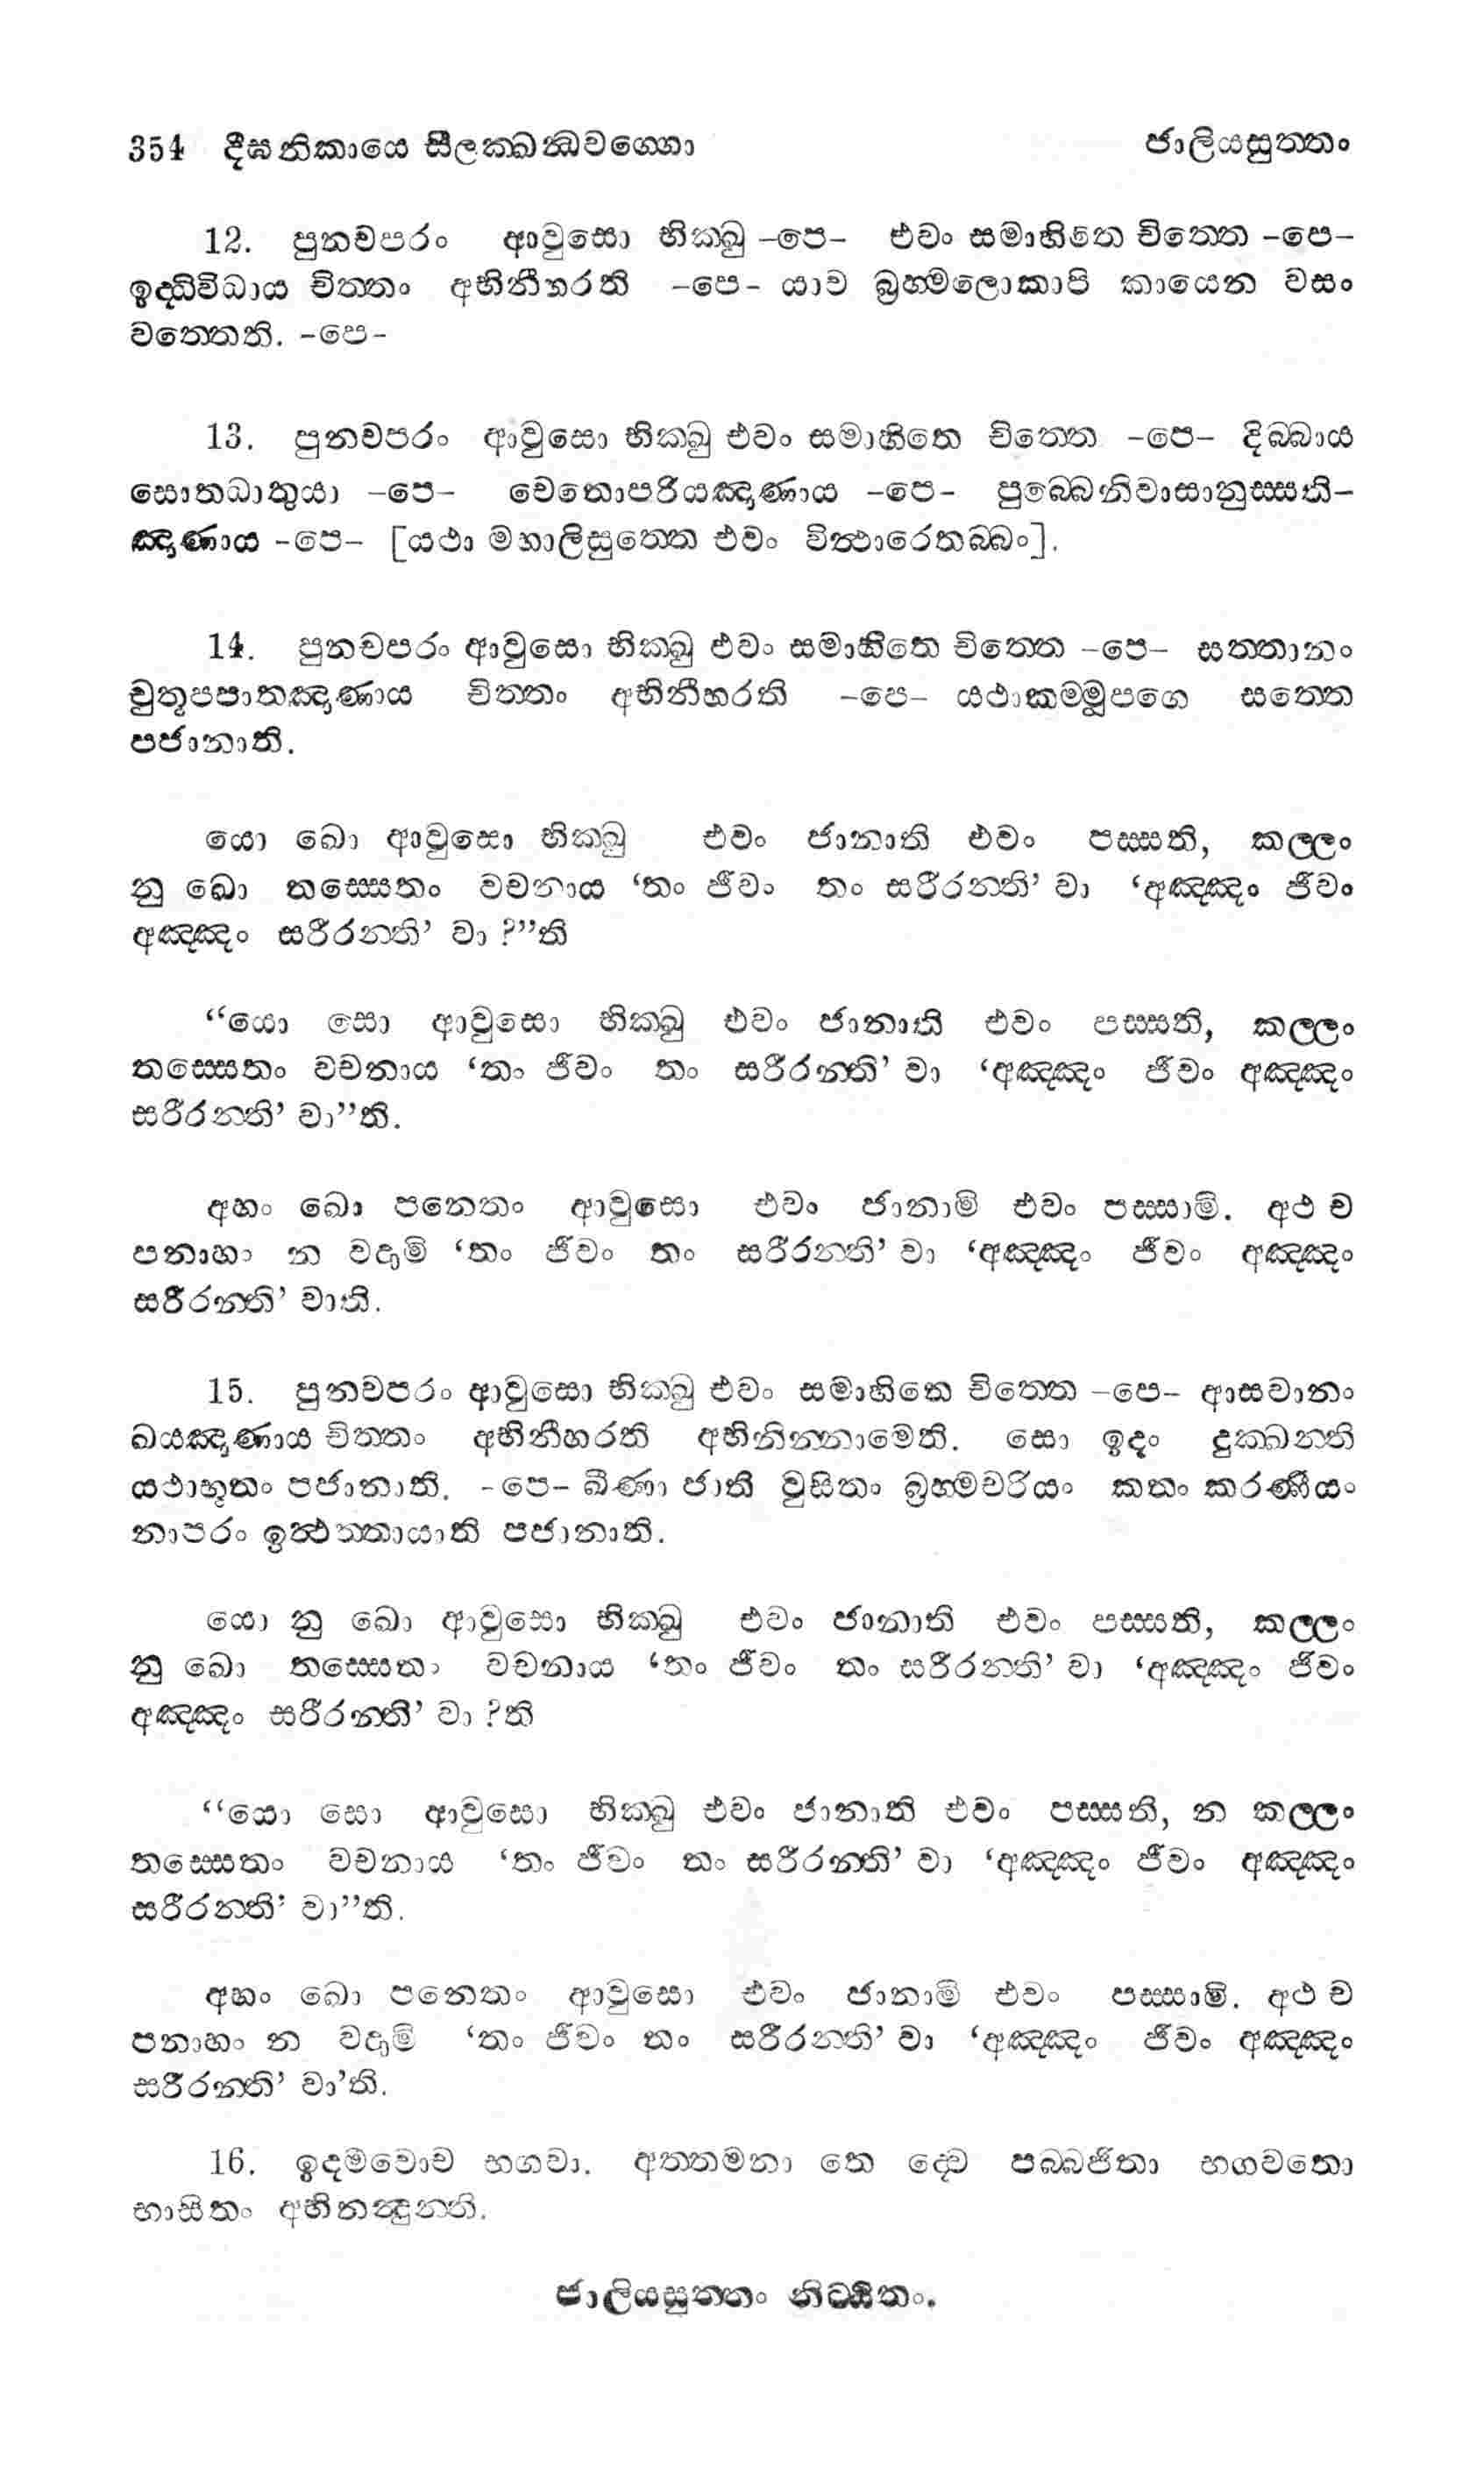 354 දීඝනිකායෙ සීලක්ඛන්ධවග්ගො ජාලියසුත්තං
12. පුනචපරං ආවුසො භික්ඛු –පෙ– එවං සමාහිතෙ චිත්තෙ –පෙ–
ඉද්ධිවිධාය චිත්තං අභිනීහරති –පෙ– යාව බ්‍රහ්මලොකාපි කායෙන වසං
වත්තෙති. –පෙ–
13. පුනචපරං ආවුසො භික්ඛු එවං සමාහිතෙ චිත්තෙ –පෙ– දිබ්බාය
සොතධාතුයා –පෙ– චෙතොපරියඤාණාය –පෙ– පුබ්බෙනිවාසානුස්සති–
ඤාණාය –පෙ– [යථා මහාලිසුත්තෙ එවං විත්ථාරෙතබ්බං].
14. පුනචපරං ආවුසො භික්ඛු එවං සමාහිතෙ චිත්තෙ –පෙ– සත්තානං
චුතූපපාතඤාණාය චිත්තං අභිනීහරති –පෙ– යථාකම්මූපගෙ සත්තෙ
පජානාති.
යො ඛො ආවුසො භික්ඛු එවං ජානාති එවං පස්සති, කල්ලං
නු ඛො තස්සෙතං වචනාය ‘තං ජීවං තං සරීරන්ති’ වා ‘අඤ්ඤං ජීවං
අඤ්ඤං සරීරන්ති’ වා ?”ති
“යො සො ආවුසො භික්ඛු එවං ජානාති එවං පස්සති, කල්ලං
තස්සෙතං වචනාය ‘තං ජීවං තං සරීරන්ති’ වා ‘අඤ්ඤං ජීවං අඤ්ඤං
සරීරන්ති’ වා”ති.
අහං ඛො පනෙතං ආවුසො එවං ජානාමි එවං පස්සාමි. අථ ච
පනාහං න වදාමි ‘තං ජීවං තං සරීරන්ති’ වා ‘අඤ්ඤං ජීවං අඤ්ඤං
සරීරන්ති’ වාති.
15. පුනචපරං ආවුසො භික්ඛු එවං සමාහිතෙ චිත්තෙ –පෙ– ආසවානං
ඛයඤාණාය චිත්තං අභිනීහරති අභිනින්නාමෙති. සො ඉදං දුක්ඛන්ති
යථාභූතං පජානාති. –පෙ– ඛීණා ජාති වුසිතං බ්‍රහ්මචරියං කතං කරණීයං
නාපරං ඉත්ථත්තායාති පජානාති.
යො නු ඛො ආවුසො භික්ඛු එවං ජානාති එවං පස්සති, කල්ලං
නු ඛො තස්සෙතං වචනාය ‘තං ජීවං තං සරීරන්ති’ වා ‘අඤ්ඤං ජීවං
අඤ්ඤං සරීරන්ති’ වා ?ති
“යො සො ආවුසො භික්ඛු එවං ජානාති එවං පස්සති, න කල්ලං
තස්සෙතං වචනාය ‘තං ජීවං තං සරීරන්ති’ වා ‘අඤ්ඤං ජීවං අඤ්ඤං
සරීරන්ති’ වා”ති.
අහං ඛො පනෙතං ආවුසො එවං ජානාමි එවං පස්සාමි. අථ ච
පනාහං න වදාමි ‘තං ජීවං තං සරීරන්ති’ වා ‘අඤ්ඤං ජීවං අඤ්ඤං
සරීරන්ති’ වා’ති.
16. ඉදමවොච භගවා. අත්තමනා තෙ ද්වෙ පබ්බජිතා භගවතො
භාසිතං අභිනන්දුන්ති.
ජාලියසුත්තං නිට්ඨිතං.